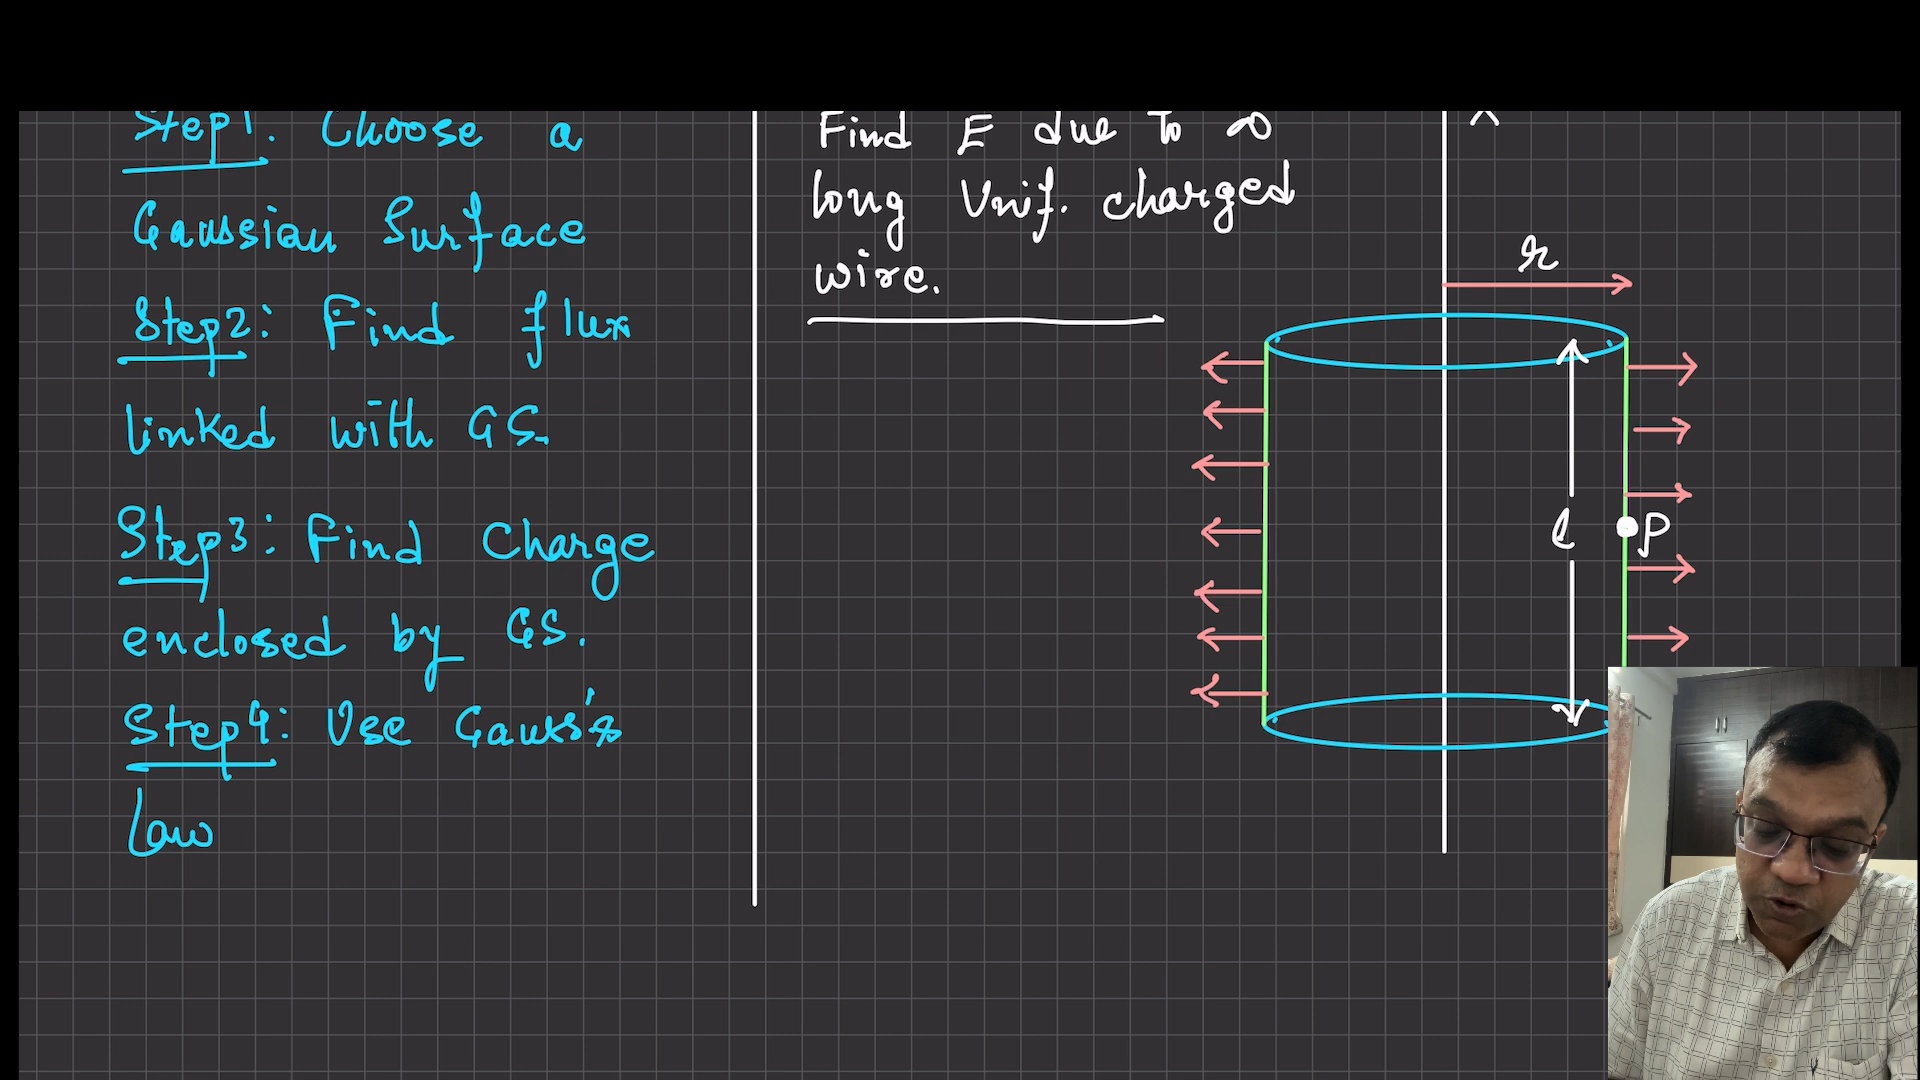 Step1: Choose a
Gaussian Surface
Step2: Find flux
linked with GS.
Step3: Find Charge
enclosed by GS.
Step4: Use Gauss's
law
Find E due to ∞
long Unif. charged
wire.
r
l
P